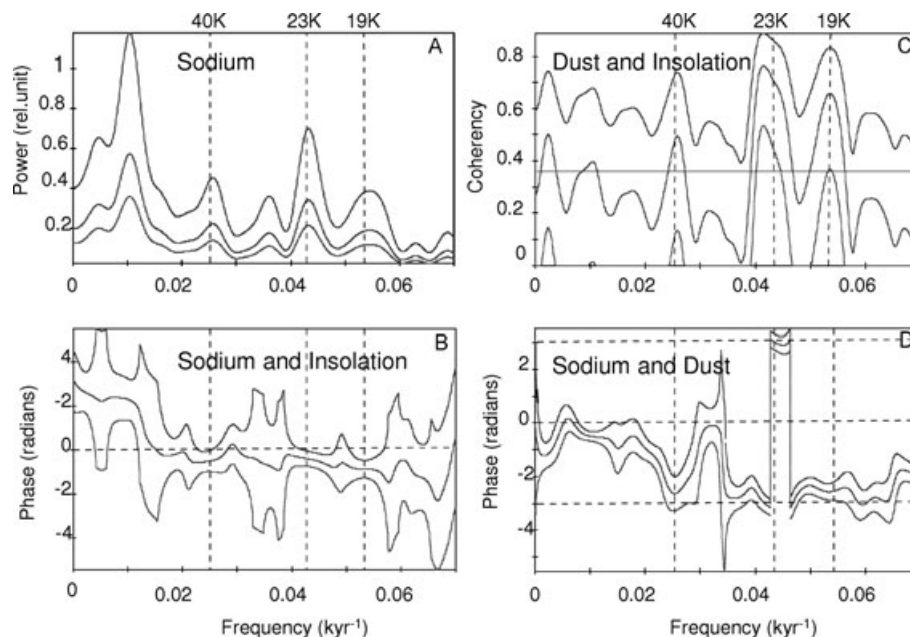 40K 23K 19K
A
Sodium
Power (rel.unit)
1
0.6
0.4
0.2
0 0.02 0.04 0.06
40K 23K 19K
C
Dust and Insolation
Coherency
0.8
0.6
0.4
0.2
0
0 0.02 0.04 0.06
B
Sodium and Insolation
Phase (radians)
4
-2
0
-2
-4
0 0.02 0.04 0.06
Frequency (kyr-1)
D
Sodium and Dust
Phase (radians)
2
0
-2
-4
0 0.02 0.04 0.06
Frequency (kyr-1)